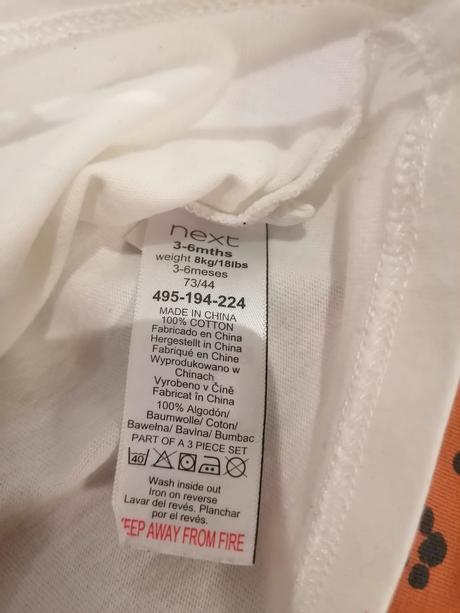 next
3-6mths
weight 8kg/18lbs
3-6meses
73/44
495-194-224
MADE IN CHINA
100% COTTON
Fabricado en China
Hergestellt in China
Fabriqué en Chine
Wyprodukowano w
Chinach
Vyrobeno v Číně
Fabricat în China
100% Algodón/
Baumwolle/ Coton/
Bawełna/ Bavlna/ Bumbac
PART OF A 3 PIECE SET
40
Wash inside out
Iron on reverse
Lavar del revés. Planchar
por el revés.
KEEP AWAY FROM FIRE